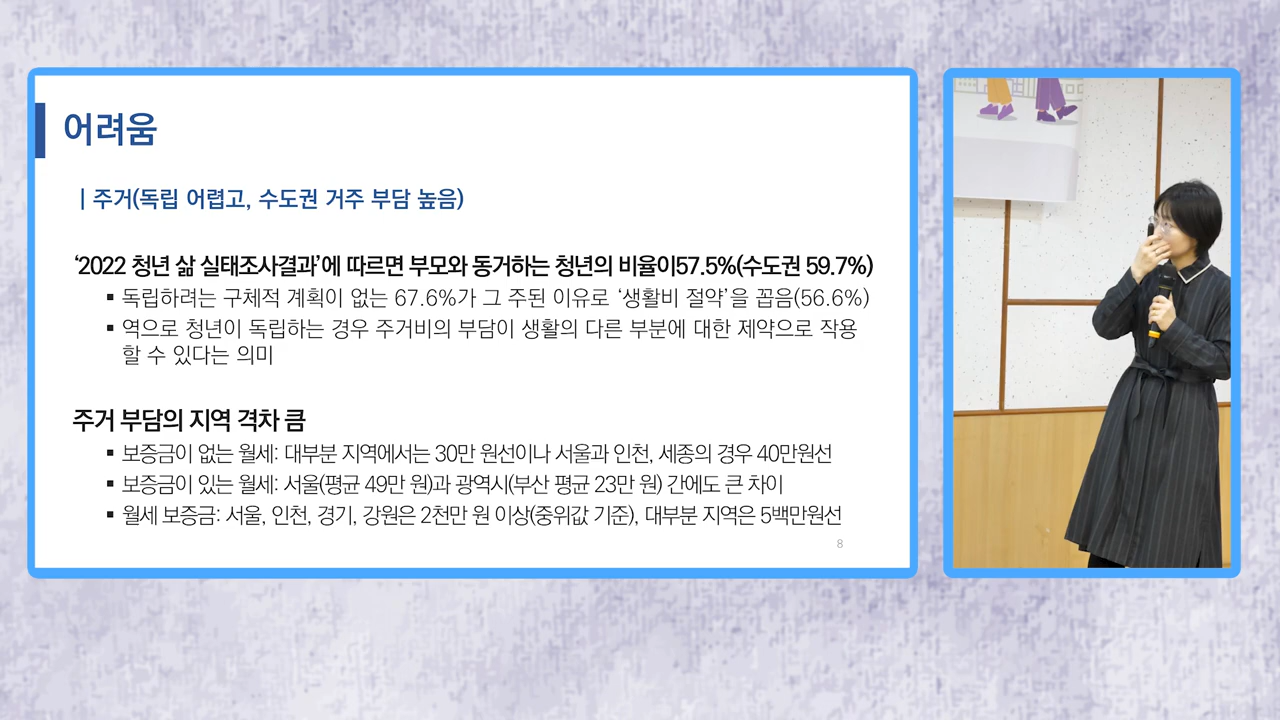 어려움
| 주거(독립 어렵고, 수도권 거주 부담 높음)
‘2022 청년 삶 실태조사결과’에 따르면 부모와 동거하는 청년의 비율이57.5%(수도권 59.7%)
▪ 독립하려는 구체적 계획이 없는 67.6%가 그 주된 이유로 ‘생활비 절약’을 꼽음(56.6%)
▪ 역으로 청년이 독립하는 경우 주거비의 부담이 생활의 다른 부분에 대한 제약으로 작용
할 수 있다는 의미
주거 부담의 지역 격차 큼
▪ 보증금이 없는 월세: 대부분 지역에서는 30만 원선이나 서울과 인천, 세종의 경우 40만원선
▪ 보증금이 있는 월세: 서울(평균 49만 원)과 광역시(부산 평균 23만 원) 간에도 큰 차이
▪ 월세 보증금: 서울, 인천, 경기, 강원은 2천만 원 이상(중위값 기준), 대부분 지역은 5백만원선
8